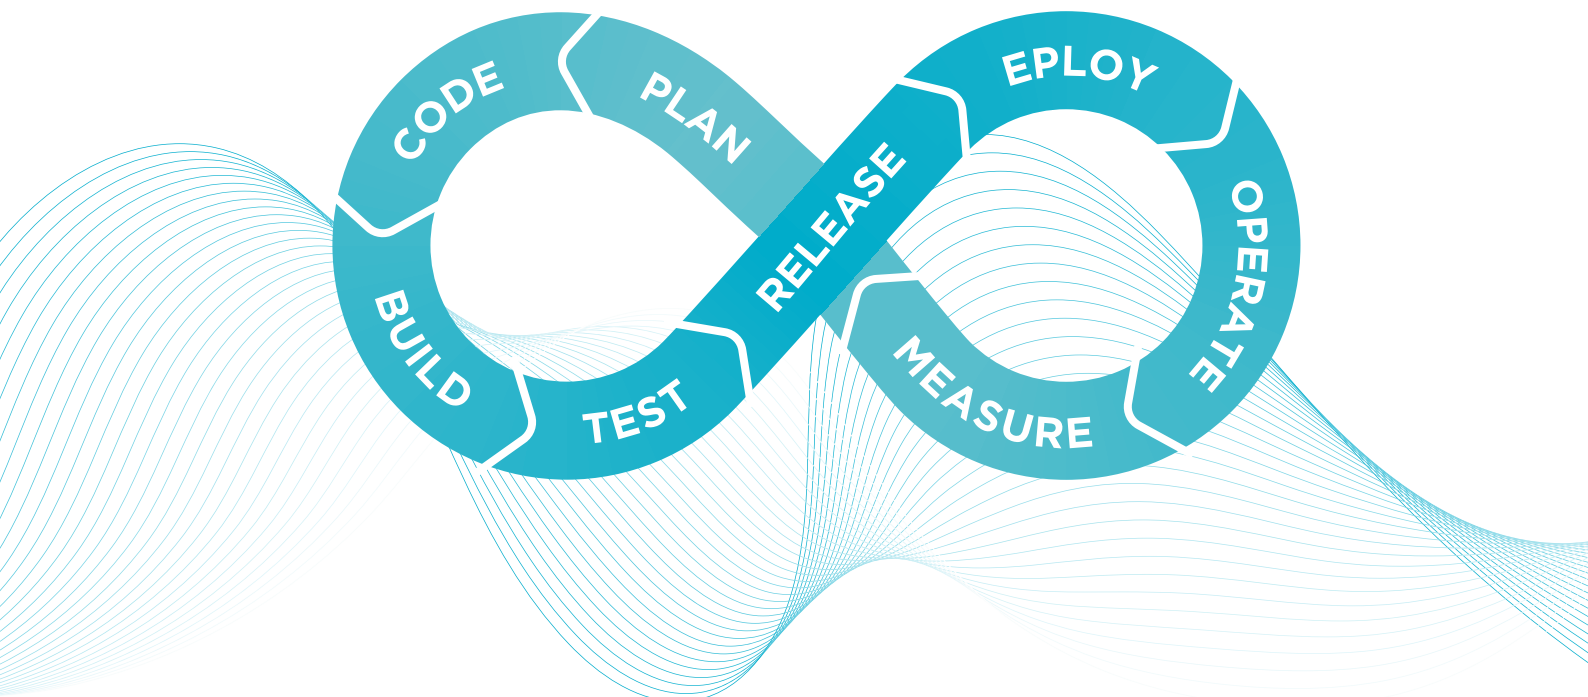 PLAN
CODE
BUILD
TEST
RELEASE
EPLOY
OPERATE
MEASURE